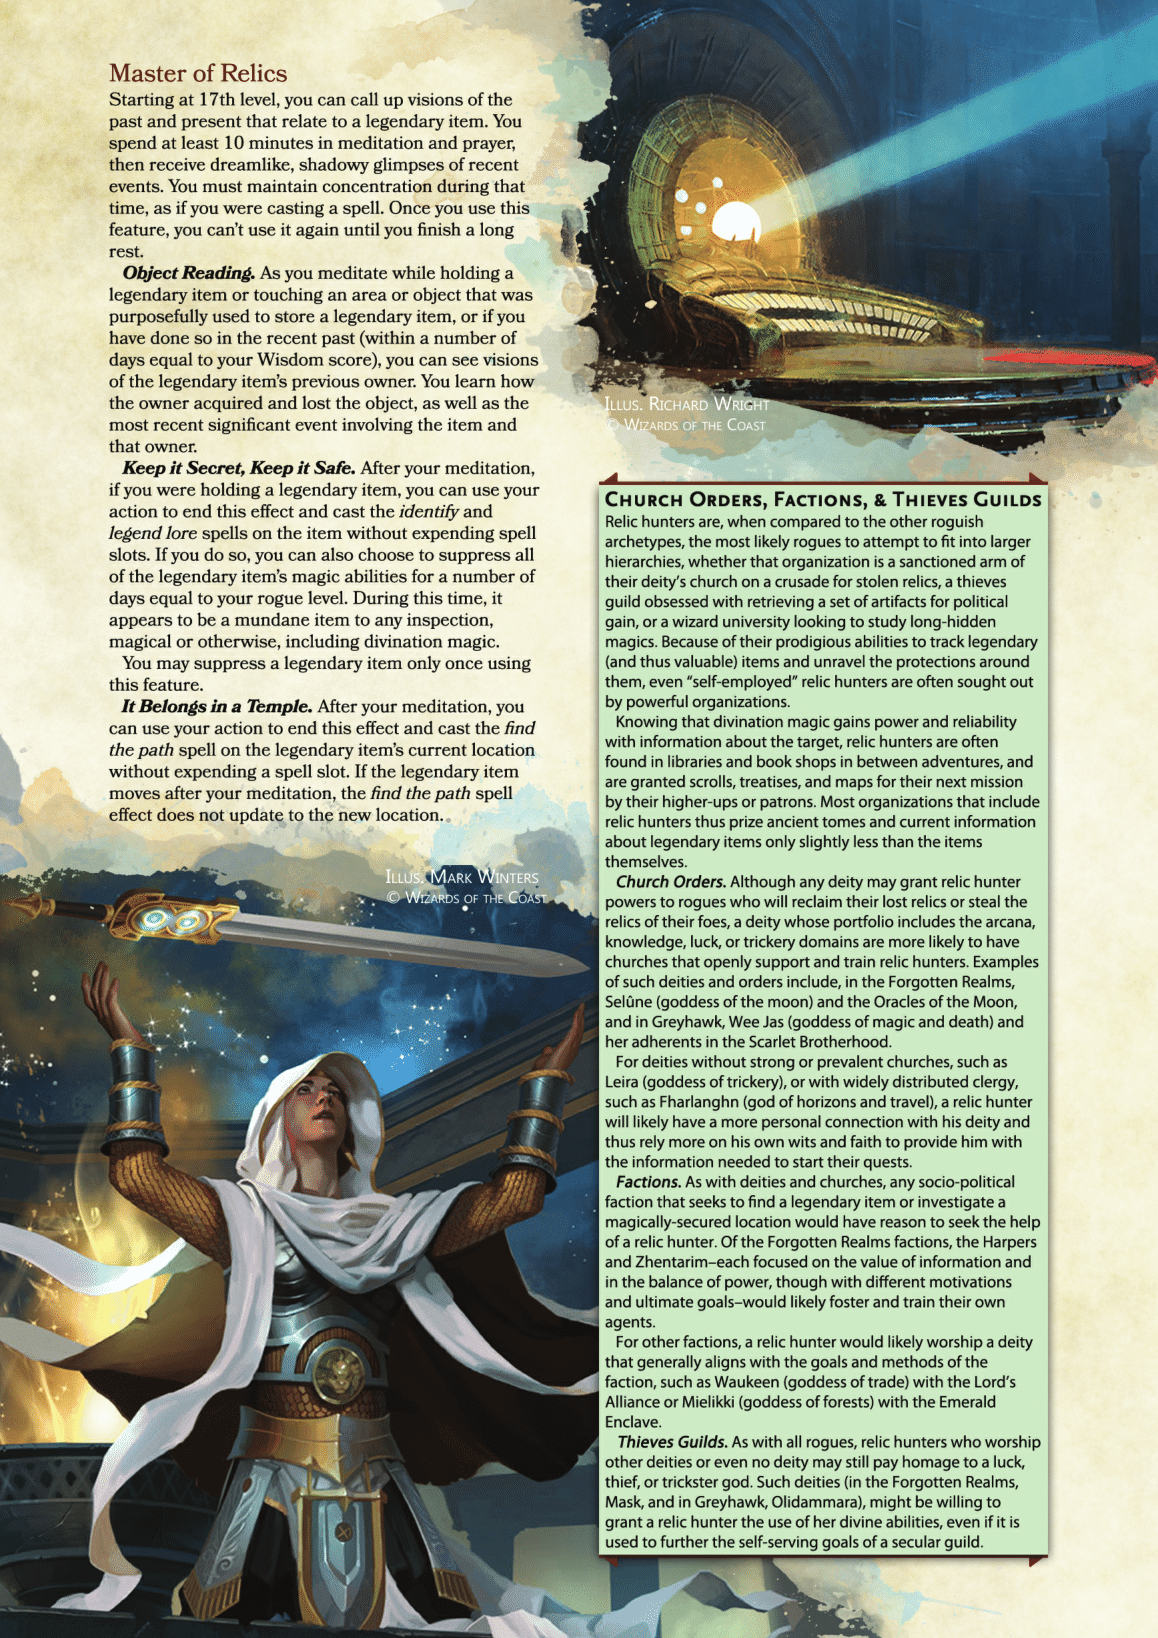 Master of Relics
Starting at 17th level, you can call up visions of the
past and present that relate to a legendary item. You
spend at least 10 minutes in meditation and prayer,
then receive dreamlike, shadowy glimpses of recent
events. You must maintain concentration during that
time, as if you were casting a spell. Once you use this
feature, you can't use it again until you finish a long
rest.
Object Reading. As you meditate while holding a
legendary item or touching an area or object that was
purposefully used to store a legendary item, or if you
have done so in the recent past (within a number of
days equal to your Wisdom score), you can see visions
of the legendary item's previous owner. You learn how
the owner acquired and lost the object, as well as the
most recent significant event involving the item and
that owner.
Keep it Secret, Keep it Safe. After your meditation,
if you were holding a legendary item, you can use your
action to end this effect and cast the identify and
legend lore spells on the item without expending spell
slots. If you do so, you can also choose to suppress all
of the legendary item's magic abilities for a number of
days equal to your rogue level. During this time, it
appears to be a mundane item to any inspection,
magical or otherwise, including divination magic.
You may suppress a legendary item only once using
this feature.
It Belongs in a Temple. After your meditation, you
can use your action to end this effect and cast the find
the path spell on the legendary item's current location
without expending a spell slot. If the legendary item
moves after your meditation, the find the path spell
effect does not update to the new location.
Illus. Mark Winters
© Wizards of the Coast
Illus. Richard Wright
© Wizards of the Coast
Church Orders, Factions, & Thieves Guilds
Relic hunters are, when compared to the other roguish
archetypes, the most likely rogues to attempt to fit into larger
hierarchies, whether that organization is a sanctioned arm of
their deity's church on a crusade for stolen relics, a thieves
guild obsessed with retrieving a set of artifacts for political
gain, or a wizard university looking to study long-hidden
magics. Because of their prodigious abilities to track legendary
(and thus valuable) items and unravel the protections around
them, even "self-employed" relic hunters are often sought out
by powerful organizations.
Knowing that divination magic gains power and reliability
with information about the target, relic hunters are often
found in libraries and book shops in between adventures, and
are granted scrolls, treatises, and maps for their next mission
by their higher-ups or patrons. Most organizations that include
relic hunters thus prize ancient tomes and current information
about legendary items only slightly less than the items
themselves.
Church Orders. Although any deity may grant relic hunter
powers to rogues who will reclaim their lost relics or steal the
relics of their foes, a deity whose portfolio includes the arcana,
knowledge, luck, or trickery domains are more likely to have
churches that openly support and train relic hunters. Examples
of such deities and orders include, in the Forgotten Realms,
Selûne (goddess of the moon) and the Oracles of the Moon,
and in Greyhawk, Wee Jas (goddess of magic and death) and
her adherents in the Scarlet Brotherhood.
For deities without strong or prevalent churches, such as
Leira (goddess of trickery), or with widely distributed clergy,
such as Fharlanghn (god of horizons and travel), a relic hunter
will likely have a more personal connection with his deity and
thus rely more on his own wits and faith to provide him with
the information needed to start their quests.
Factions. As with deities and churches, any socio-political
faction that seeks to find a legendary item or investigate a
magically-secured location would have reason to seek the help
of a relic hunter. Of the Forgotten Realms factions, the Harpers
and Zhentarim–each focused on the value of information and
in the balance of power, though with different motivations
and ultimate goals–would likely foster and train their own
agents.
For other factions, a relic hunter would likely worship a deity
that generally aligns with the goals and methods of the
faction, such as Waukeen (goddess of trade) with the Lord's
Alliance or Mielikki (goddess of forests) with the Emerald
Enclave.
Thieves Guilds. As with all rogues, relic hunters who worship
other deities or even no deity may still pay homage to a luck,
thief, or trickster god. Such deities (in the Forgotten Realms,
Mask, and in Greyhawk, Olidammara), might be willing to
grant a relic hunter the use of her divine abilities, even if it is
used to further the self-serving goals of a secular guild.